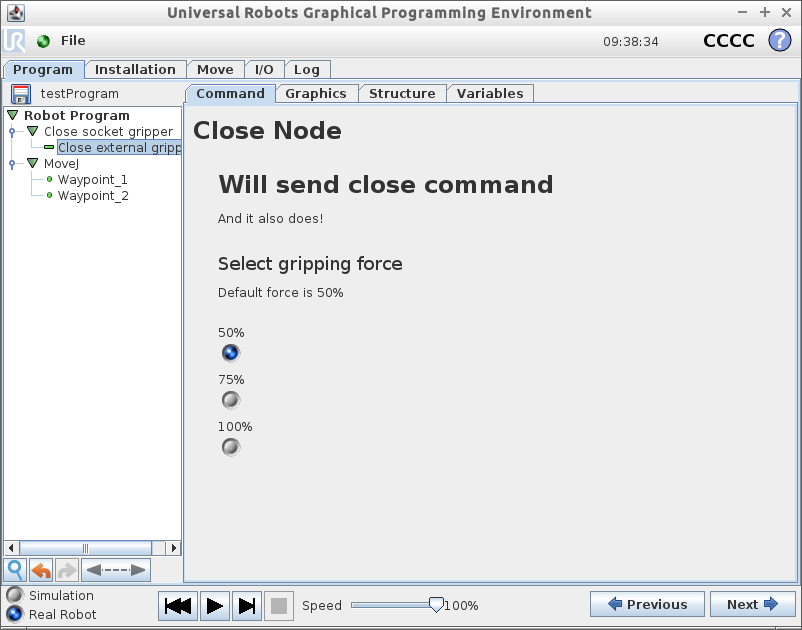 Universal Robots Graphical Programming Environment
File
09:38:34
CCCC
?
Program
Installation
Move
I/O
Log
testProgram
Command
Graphics
Structure
Variables
Robot Program
Close socket gripper
Close external gripp
MoveJ
Waypoint_1
Waypoint_2
Close Node
Will send close command
And it also does!
Select gripping force
Default force is 50%
50%
75%
100%
Simulation
Real Robot
Speed
100%
Previous
Next